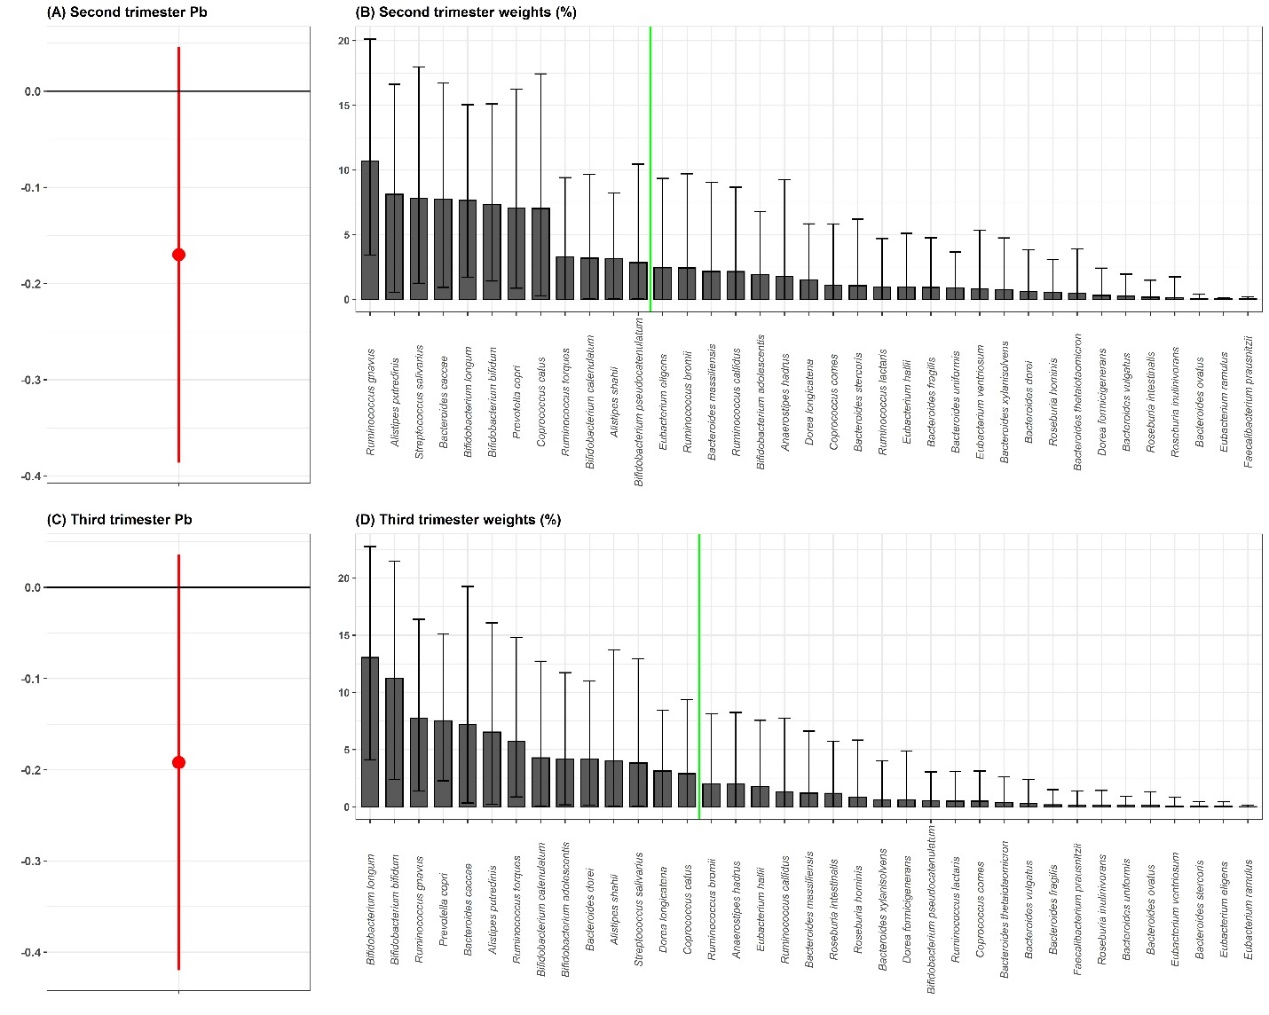 (A) Second trimester Pb
0.0
-0.1
-0.2
-0.3
-0.4
(B) Second trimester weights (%)
20
15
10
5
0
Ruminococcus gnavus
Alistipes putredinis
Streptococcus salivarius
Bacteroides caccae
Bifidobacterium longum
Bifidobacterium bifidum
Prevotella copri
Coprococcus catus
Ruminococcus torques
Bifidobacterium catenulatum
Alistipes shahii
Bifidobacterium pseudocatenulatum
Eubacterium eligens
Ruminococcus bromii
Bacteroides massiliensis
Ruminococcus callidus
Bifidobacterium adolescentis
Anaerostipes hadrus
Dorea longicatena
Coprococcus comes
Bacteroides stercoris
Ruminococcus lactaris
Eubacterium hallii
Bacteroides fragilis
Bacteroides uniformis
Eubacterium ventriosum
Bacteroides xylanisolvens
Bacteroides dorei
Roseburia hominis
Bacteroides thetaiotaomicron
Dorea formicigenerans
Bacteroides vulgatus
Roseburia intestinalis
Roseburia inulinivorans
Bacteroides ovatus
Eubacterium ramulus
Faecalibacterium prausnitzii
(C) Third trimester Pb
0.0
-0.1
-0.2
-0.3
-0.4
(D) Third trimester weights (%)
20
15
10
5
0
Bifidobacterium longum
Bifidobacterium bifidum
Ruminococcus gnavus
Prevotella copri
Bacteroides caccae
Alistipes putredinis
Ruminococcus torques
Bifidobacterium catenulatum
Bifidobacterium adolescentis
Bacteroides dorei
Alistipes shahii
Streptococcus salivarius
Dorea longicatena
Coprococcus catus
Ruminococcus bromii
Anaerostipes hadrus
Eubacterium hallii
Ruminococcus callidus
Bacteroides massiliensis
Roseburia intestinalis
Roseburia hominis
Bacteroides xylanisolvens
Dorea formicigenerans
Bifidobacterium pseudocatenulatum
Ruminococcus lactaris
Coprococcus comes
Bacteroides thetaiotaomicron
Bacteroides vulgatus
Bacteroides fragilis
Faecalibacterium prausnitzii
Roseburia inulinivorans
Bacteroides uniformis
Bacteroides ovatus
Eubacterium ventriosum
Bacteroides stercoris
Eubacterium eligens
Eubacterium ramulus